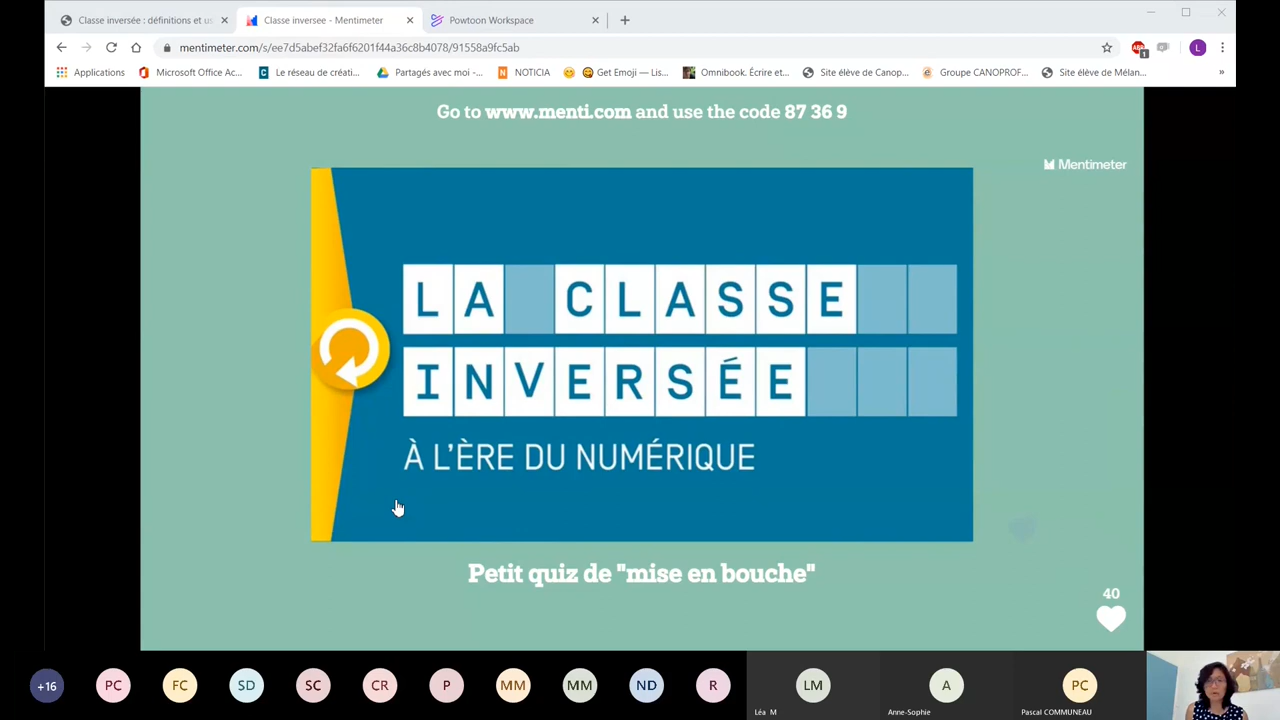 Classe inversée : définitions et us
Classe inversee - Mentimeter
Powtoon Workspace
mentimeter.com/s/ee7d5abef32fa6f6201f44a36c8b4078/91558a9fc5ab
ABP
1
L
Applications
Microsoft Office Ac...
Le réseau de créati...
Partagés avec moi -...
NOTICIA
Get Emoji — Lis...
Omnibook. Écrire et...
Site élève de Canop...
Groupe CANOPROF...
Site élève de Mélan...
»
Go to www.menti.com and use the code 87 36 9
Mentimeter
LA CLASSE
INVERSÉE
À L'ÈRE DU NUMÉRIQUE
Petit quiz de "mise en bouche"
40
+16
PC
FC
SD
SC
CR
P
MM
MM
ND
R
LM
A
PC
Léa M
Anne-Sophie
Pascal COMMUNEAU